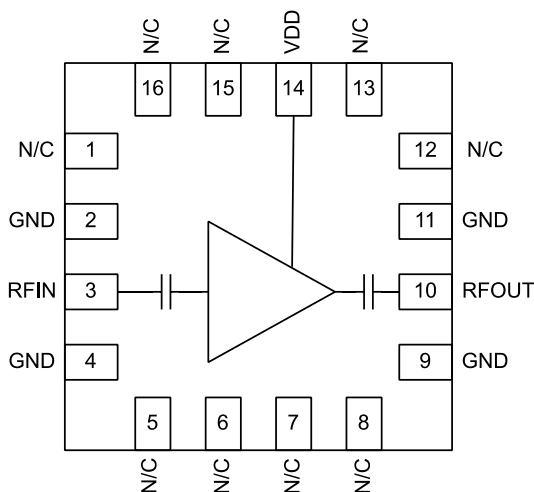 N/C N/C VDD N/C
16 15 14 13
N/C 1 12 N/C
GND 2 11 GND
RFIN 3 10 RFOUT
GND 4 9 GND
5 6 7 8
N/C N/C N/C N/C